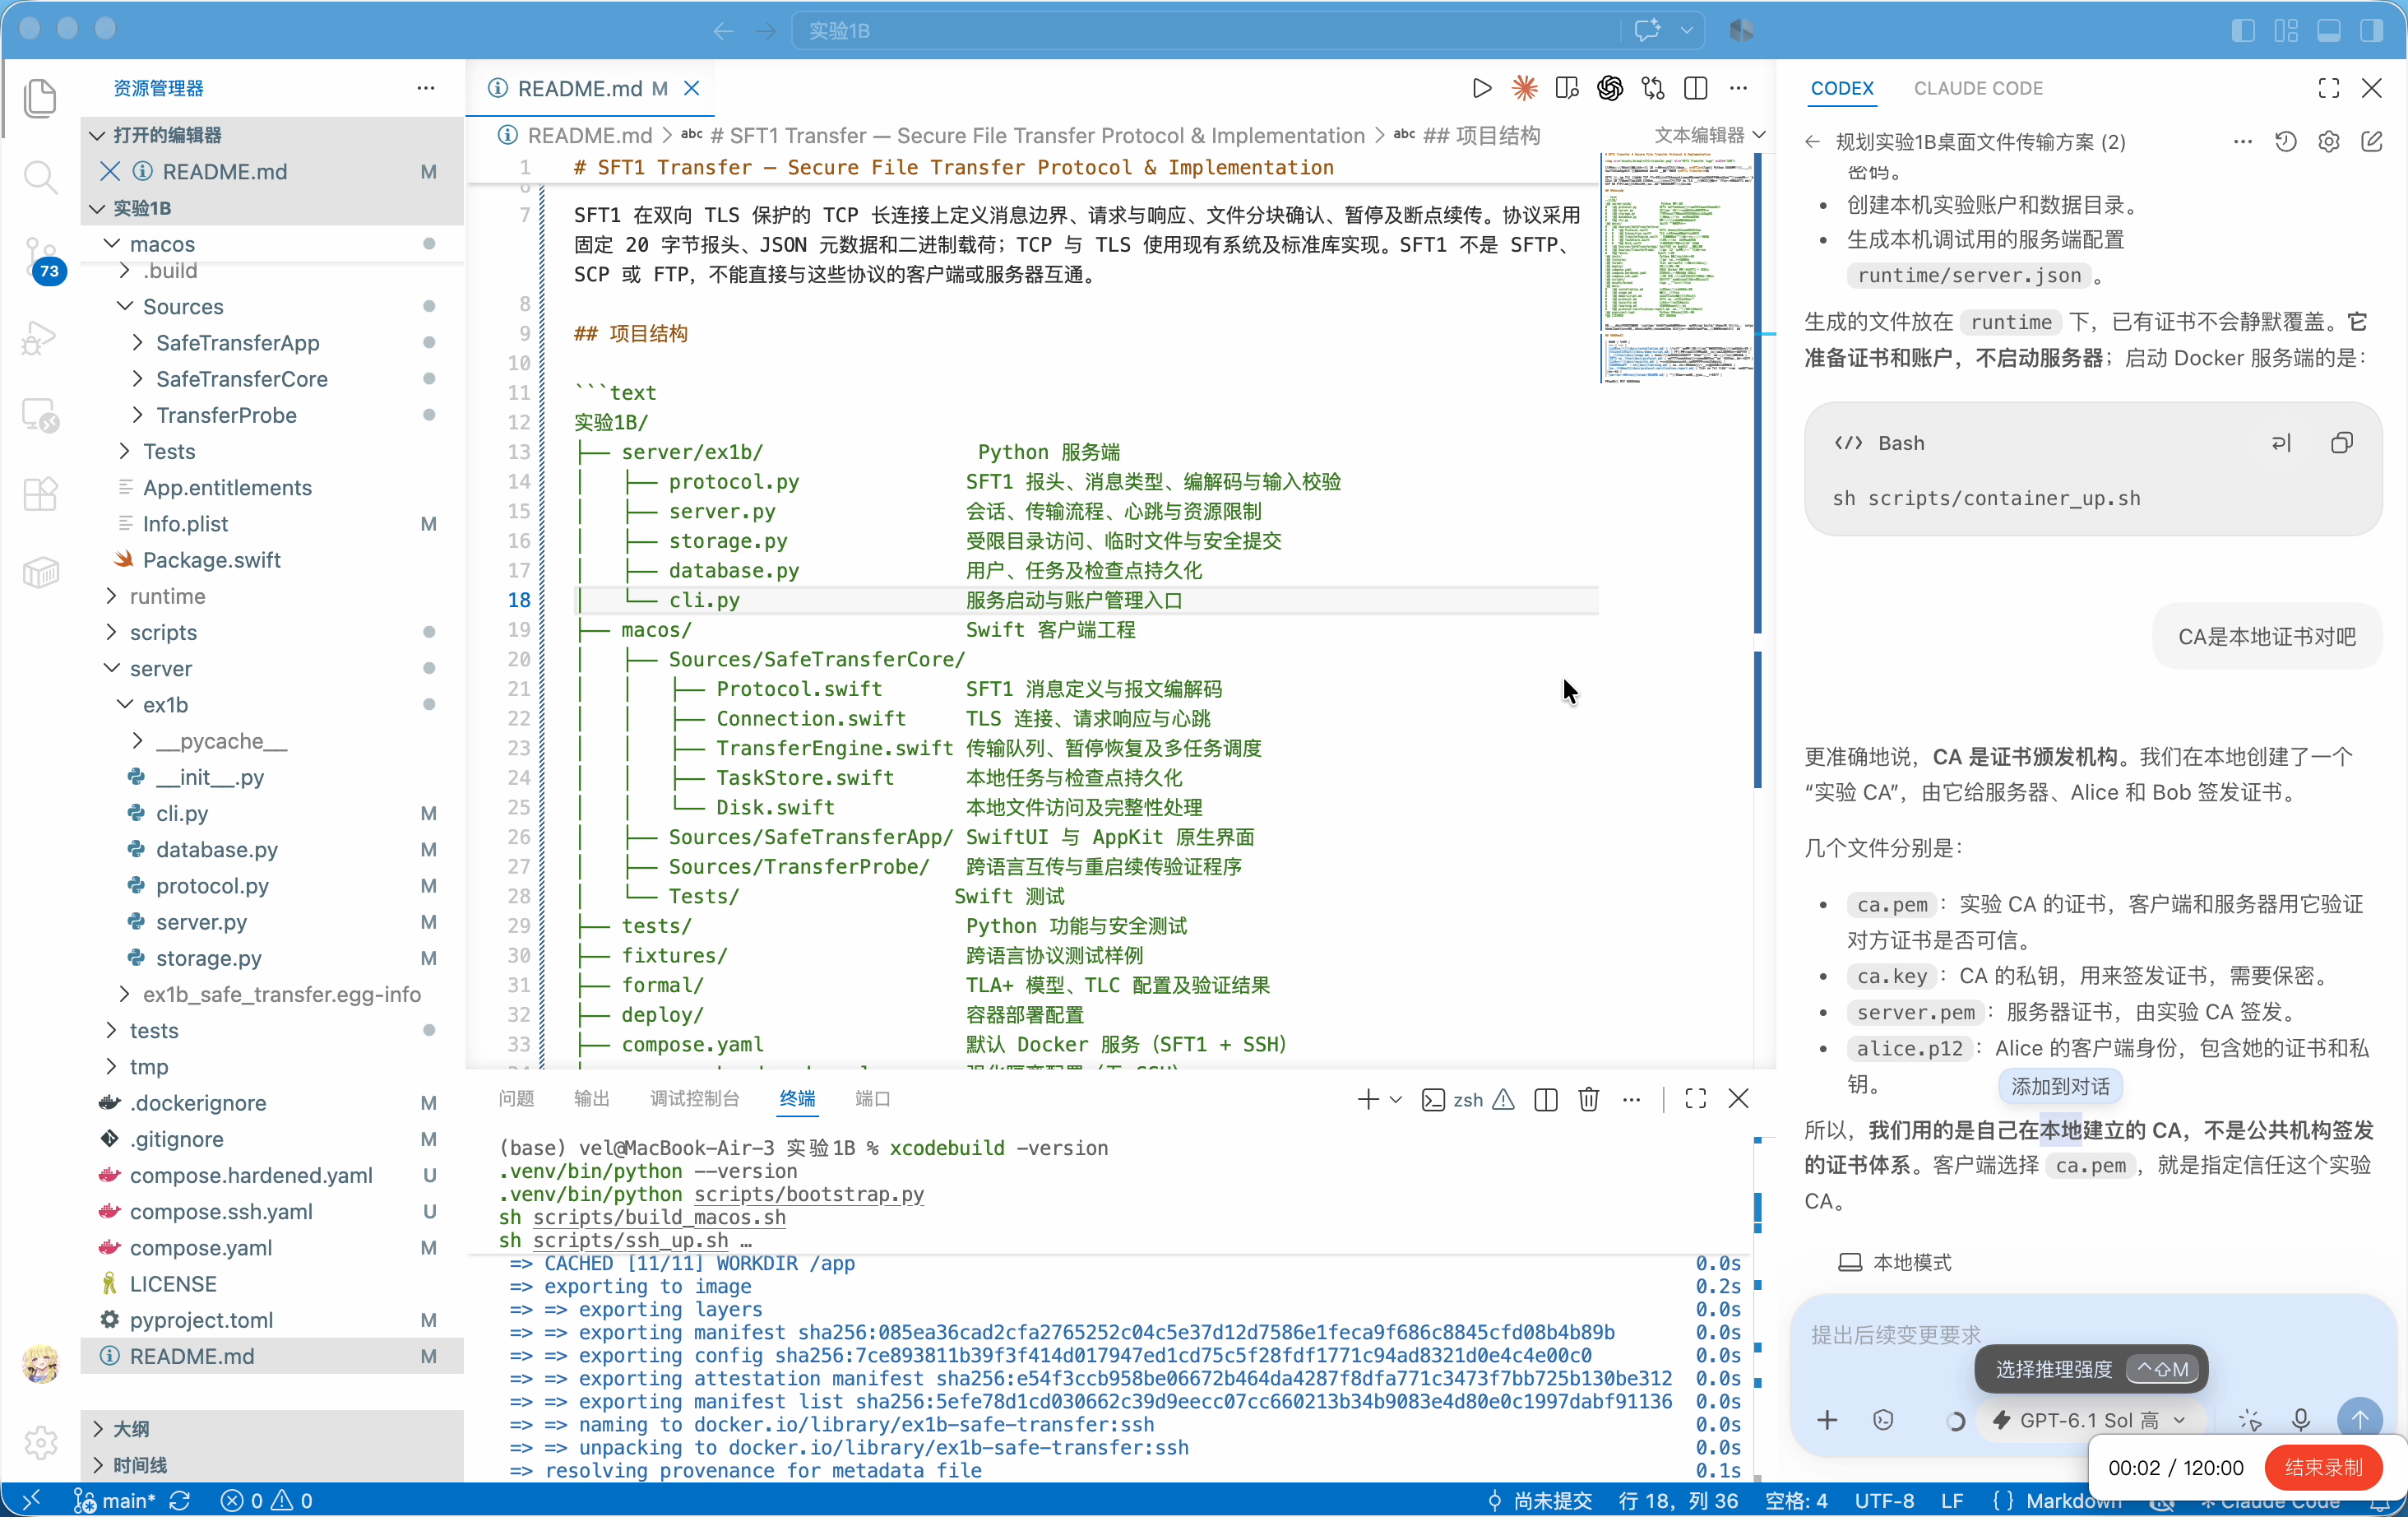 实验1B
资源管理器
打开的编辑器
README.md M
实验1B
macos
.build
Sources
SafeTransferApp
SafeTransferCore
TransferProbe
Tests
App.entitlements
Info.plist M
Package.swift
runtime
scripts
server
ex1b
__pycache__
__init__.py
cli.py M
database.py M
protocol.py M
server.py M
storage.py M
ex1b_safe_transfer.egg-info
tests
tmp
.dockerignore M
.gitignore M
compose.hardened.yaml U
compose.ssh.yaml U
compose.yaml M
LICENSE
pyproject.toml M
README.md M
大纲
时间线
73
README.md M
README.md > abc # SFT1 Transfer — Secure File Transfer Protocol & Implementation > abc ## 项目结构
文本编辑器
1 # SFT1 Transfer — Secure File Transfer Protocol & Implementation
6
7 SFT1 在双向 TLS 保护的 TCP 长连接上定义消息边界、请求与响应、文件分块确认、暂停及断点续传。协议采用
固定 20 字节报头、JSON 元数据和二进制载荷；TCP 与 TLS 使用现有系统及标准库实现。SFT1 不是 SFTP、
SCP 或 FTP，不能直接与这些协议的客户端或服务器互通。
8
9 ## 项目结构
10
11 ```text
12 实验1B/
13 ├── server/ex1b/ Python 服务端
14 │ ├── protocol.py SFT1 报头、消息类型、编解码与输入校验
15 │ ├── server.py 会话、传输流程、心跳与资源限制
16 │ ├── storage.py 受限目录访问、临时文件与安全提交
17 │ ├── database.py 用户、任务及检查点持久化
18 │ └── cli.py 服务启动与账户管理入口
19 ├── macos/ Swift 客户端工程
20 │ ├── Sources/SafeTransferCore/
21 │ │ ├── Protocol.swift SFT1 消息定义与报文编解码
22 │ │ ├── Connection.swift TLS 连接、请求响应与心跳
23 │ │ ├── TransferEngine.swift 传输队列、暂停恢复及多任务调度
24 │ │ ├── TaskStore.swift 本地任务与检查点持久化
25 │ │ └── Disk.swift 本地文件访问及完整性处理
26 │ ├── Sources/SafeTransferApp/ SwiftUI 与 AppKit 原生界面
27 │ ├── Sources/TransferProbe/ 跨语言互传与重启续传验证程序
28 │ └── Tests/ Swift 测试
29 ├── tests/ Python 功能与安全测试
30 ├── fixtures/ 跨语言协议测试样例
31 ├── formal/ TLA+ 模型、TLC 配置及验证结果
32 ├── deploy/ 容器部署配置
33 ├── compose.yaml 默认 Docker 服务（SFT1 + SSH）
问题 输出 调试控制台 终端 端口
zsh
(base) vel@MacBook-Air-3 实验1B % xcodebuild -version
.venv/bin/python --version
.venv/bin/python scripts/bootstrap.py
sh scripts/build_macos.sh
sh scripts/ssh_up.sh …
=> CACHED [11/11] WORKDIR /app 0.0s
=> exporting to image 0.2s
=> => exporting layers 0.0s
=> => exporting manifest sha256:085ea36cad2cfa2765252c04c5e37d12d7586e1feca9f686c8845cfd08b4b89b 0.0s
=> => exporting config sha256:7ce893811b39f3f414d017947ed1cd75c5f28fdf1771c94ad8321d0e4c4e00c0 0.0s
=> => exporting attestation manifest sha256:e54f3ccb958be06672b464da4287f8dfa771c3473f7bb725b130be312 0.0s
=> => exporting manifest list sha256:5efe78d1cd030662c39d9eecc07cc660213b34b9083e4d80e0c1997dabf91136 0.0s
=> => naming to docker.io/library/ex1b-safe-transfer:ssh 0.0s
=> => unpacking to docker.io/library/ex1b-safe-transfer:ssh 0.0s
=> resolving provenance for metadata file 0.1s
CODEX CLAUDE CODE
规划实验1B桌面文件传输方案 (2)
密码。
• 创建本机实验账户和数据目录。
• 生成本机调试用的服务端配置
runtime/server.json 。
生成的文件放在 runtime 下，已有证书不会静默覆盖。它
准备证书和账户，不启动服务器；启动 Docker 服务端的是：
Bash
sh scripts/container_up.sh
CA是本地证书对吧
更准确地说，CA 是证书颁发机构。我们在本地创建了一个
“实验 CA”，由它给服务器、Alice 和 Bob 签发证书。
几个文件分别是：
• ca.pem ：实验 CA 的证书，客户端和服务器用它验证
对方证书是否可信。
• ca.key ：CA 的私钥，用来签发证书，需要保密。
• server.pem ：服务器证书，由实验 CA 签发。
• alice.p12 ：Alice 的客户端身份，包含她的证书和私
钥。
添加到对话
所以，我们用的是自己在本地建立的 CA，不是公共机构签发
的证书体系。客户端选择 ca.pem ，就是指定信任这个实验
CA。
本地模式
提出后续变更要求
选择推理强度 ^⇧M
GPT-6.1 Sol 高
00:02 / 120:00 结束录制
main* 0 0
尚未提交 行 18，列 36 空格: 4 UTF-8 LF { } Markdown Claude Code